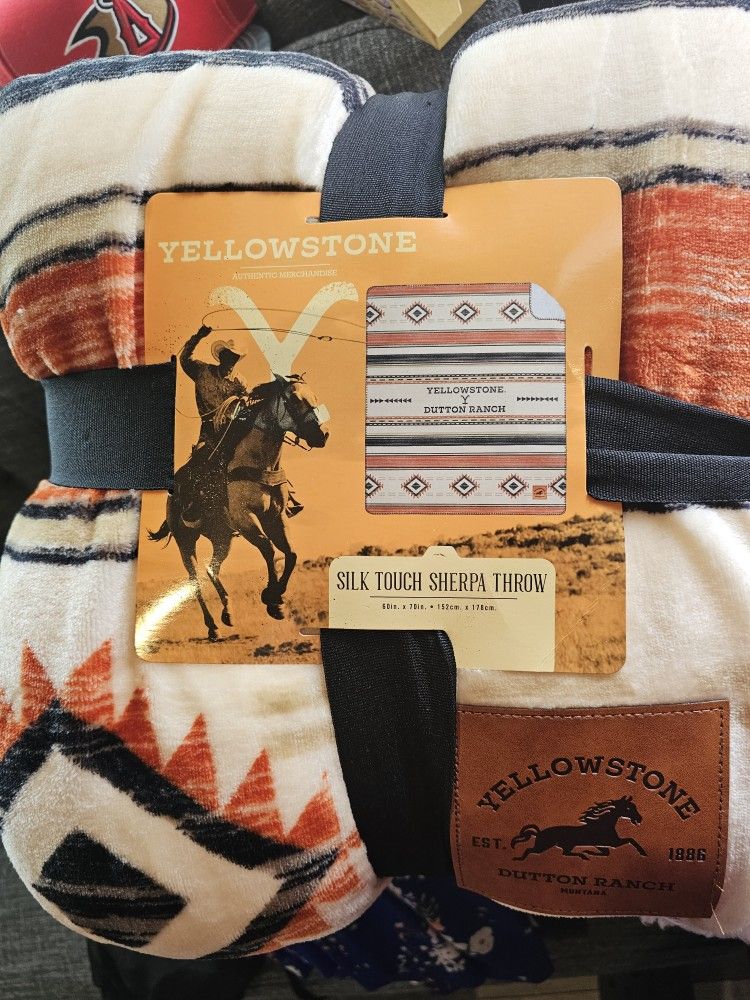 YELLOWSTONE
AUTHENTIC MERCHANDISE
Y
YELLOWSTONE
Y
DUTTON RANCH
SILK TOUCH SHERPA THROW
60in. x 70in. • 152cm. x 178cm.
YELLOWSTONE
EST. 1886
DUTTON RANCH
MONTANA